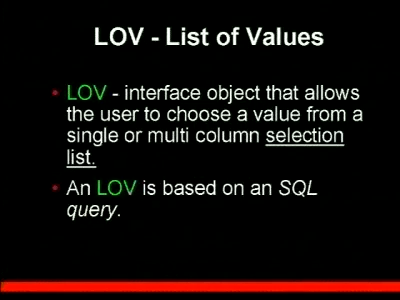 LOV - List of Values
• LOV - interface object that allows
the user to choose a value from a
single or multi column selection
list.
• An LOV is based on an SQL
query.